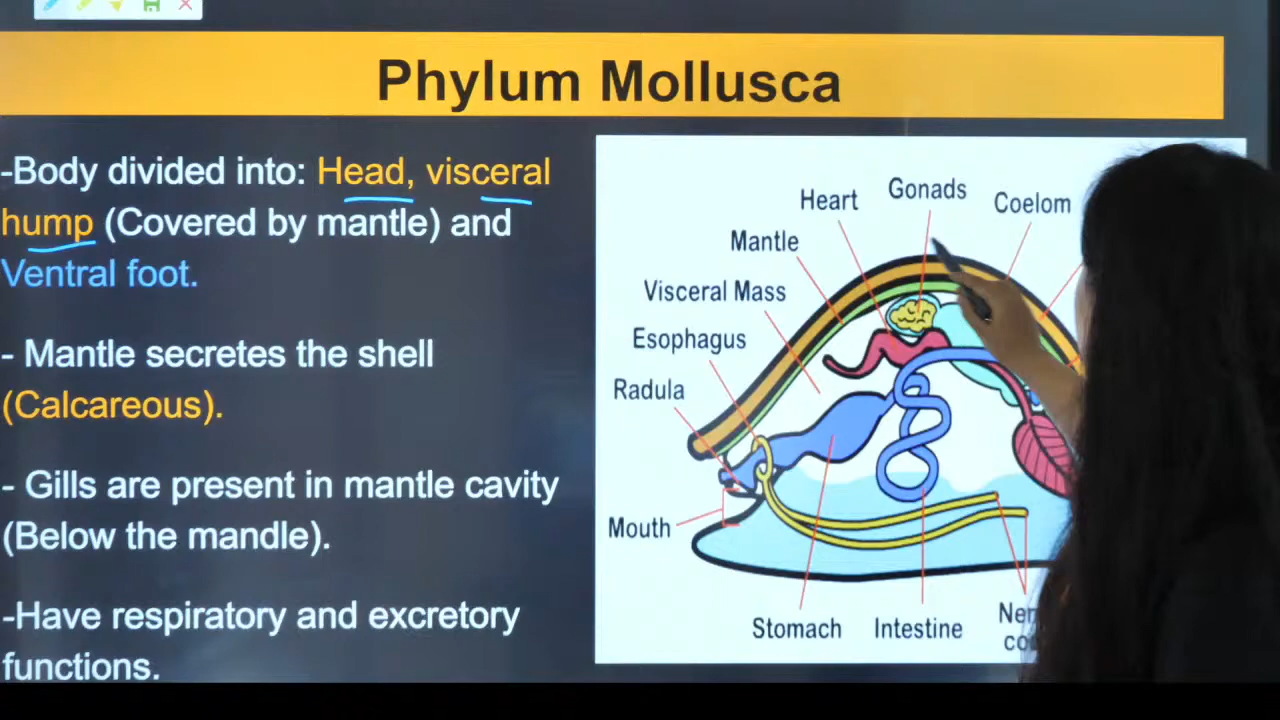 Phylum Mollusca
-Body divided into: Head, visceral
hump (Covered by mantle) and
Ventral foot.
- Mantle secretes the shell
(Calcareous).
- Gills are present in mantle cavity
(Below the mandle).
-Have respiratory and excretory
functions.
Heart
Gonads
Coelom
Mantle
Visceral Mass
Esophagus
Radula
Mouth
Stomach
Intestine